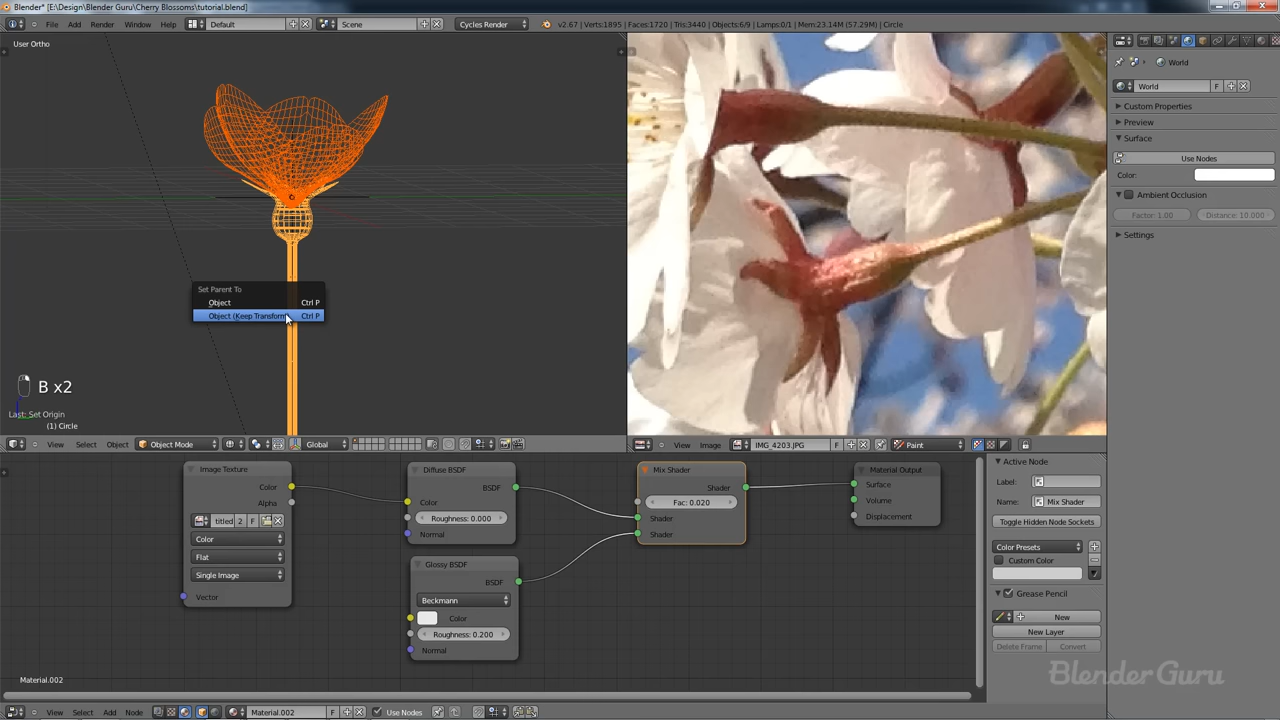 Blender* [E:\Design\Blender Guru\Cherry Blossoms\tutorial.blend]
File Add Render Window Help Default Scene Cycles Render v2.67 | Verts:1895 | Faces:1720 | Tris:3440 | Objects:6/9 | Lamps:0/1 | Mem:23.14M (57.29M) | Circle
User Ortho
World
World F
Custom Properties
Preview
Surface
Use Nodes
Color:
Ambient Occlusion
Factor: 1.00 Distance: 10.000
Settings
Set Parent To
Object Ctrl P
Object (Keep Transform Ctrl P
B x2
Last: Set Origin
(1) Circle
View Select Object Object Mode Global
View Image IMG_4203.JPG F Paint
Image Texture
Color
Alpha
titled 2 F
Color
Flat
Single Image
Vector
Diffuse BSDF
BSDF
Color
Roughness: 0.000
Normal
Glossy BSDF
BSDF
Beckmann
Color
Roughness: 0.200
Normal
Mix Shader
Shader
Fac: 0.020
Shader
Shader
Material Output
Surface
Volume
Displacement
Active Node
Label:
Name: Mix Shader
Toggle Hidden Node Sockets
Color Presets
Custom Color
Grease Pencil
New
New Layer
Delete Frame Convert
BlenderGuru
Material.002
View Select Add Node Material.002 F Use Nodes